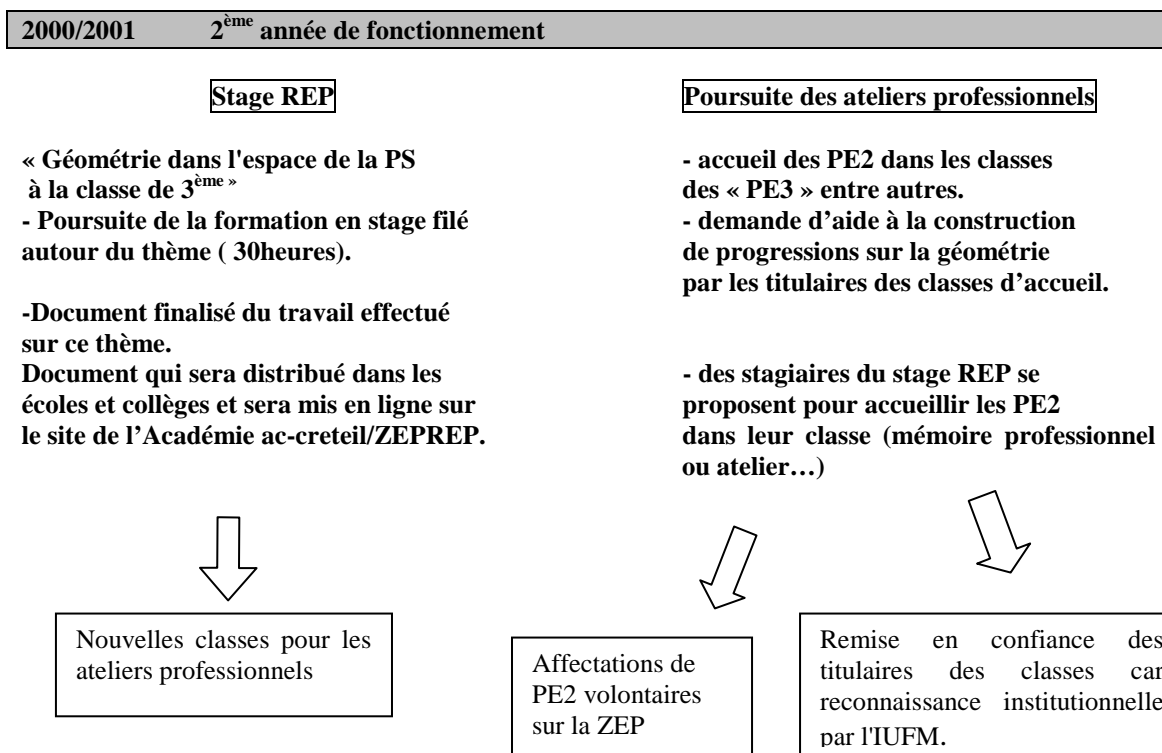 2000/2001 2ème année de fonctionnement
Stage REP
« Géométrie dans l'espace de la PS
à la classe de 3ème »
- Poursuite de la formation en stage filé
autour du thème ( 30heures).
-Document finalisé du travail effectué
sur ce thème.
Document qui sera distribué dans les
écoles et collèges et sera mis en ligne sur
le site de l'Académie ac-creteil/ZEPREP.
Nouvelles classes pour les
ateliers professionnels
Poursuite des ateliers professionnels
- accueil des PE2 dans les classes
des « PE3 » entre autres.
- demande d'aide à la construction
de progressions sur la géométrie
par les titulaires des classes d'accueil.
- des stagiaires du stage REP se
proposent pour accueillir les PE2
dans leur classe (mémoire professionnel
ou atelier…)
Affectations de
PE2 volontaires
sur la ZEP
Remise en confiance des
titulaires des classes car
reconnaissance institutionnelle
par l'IUFM.